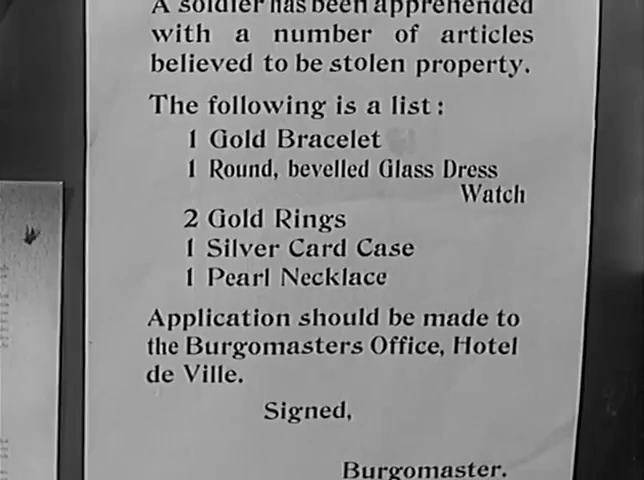 A soldier has been apprehended
with a number of articles
believed to be stolen property.
The following is a list:
1 Gold Bracelet
1 Round, bevelled Glass Dress
Watch
2 Gold Rings
1 Silver Card Case
1 Pearl Necklace
Application should be made to
the Burgomasters Office, Hotel
de Ville.
Signed,
Burgomaster.